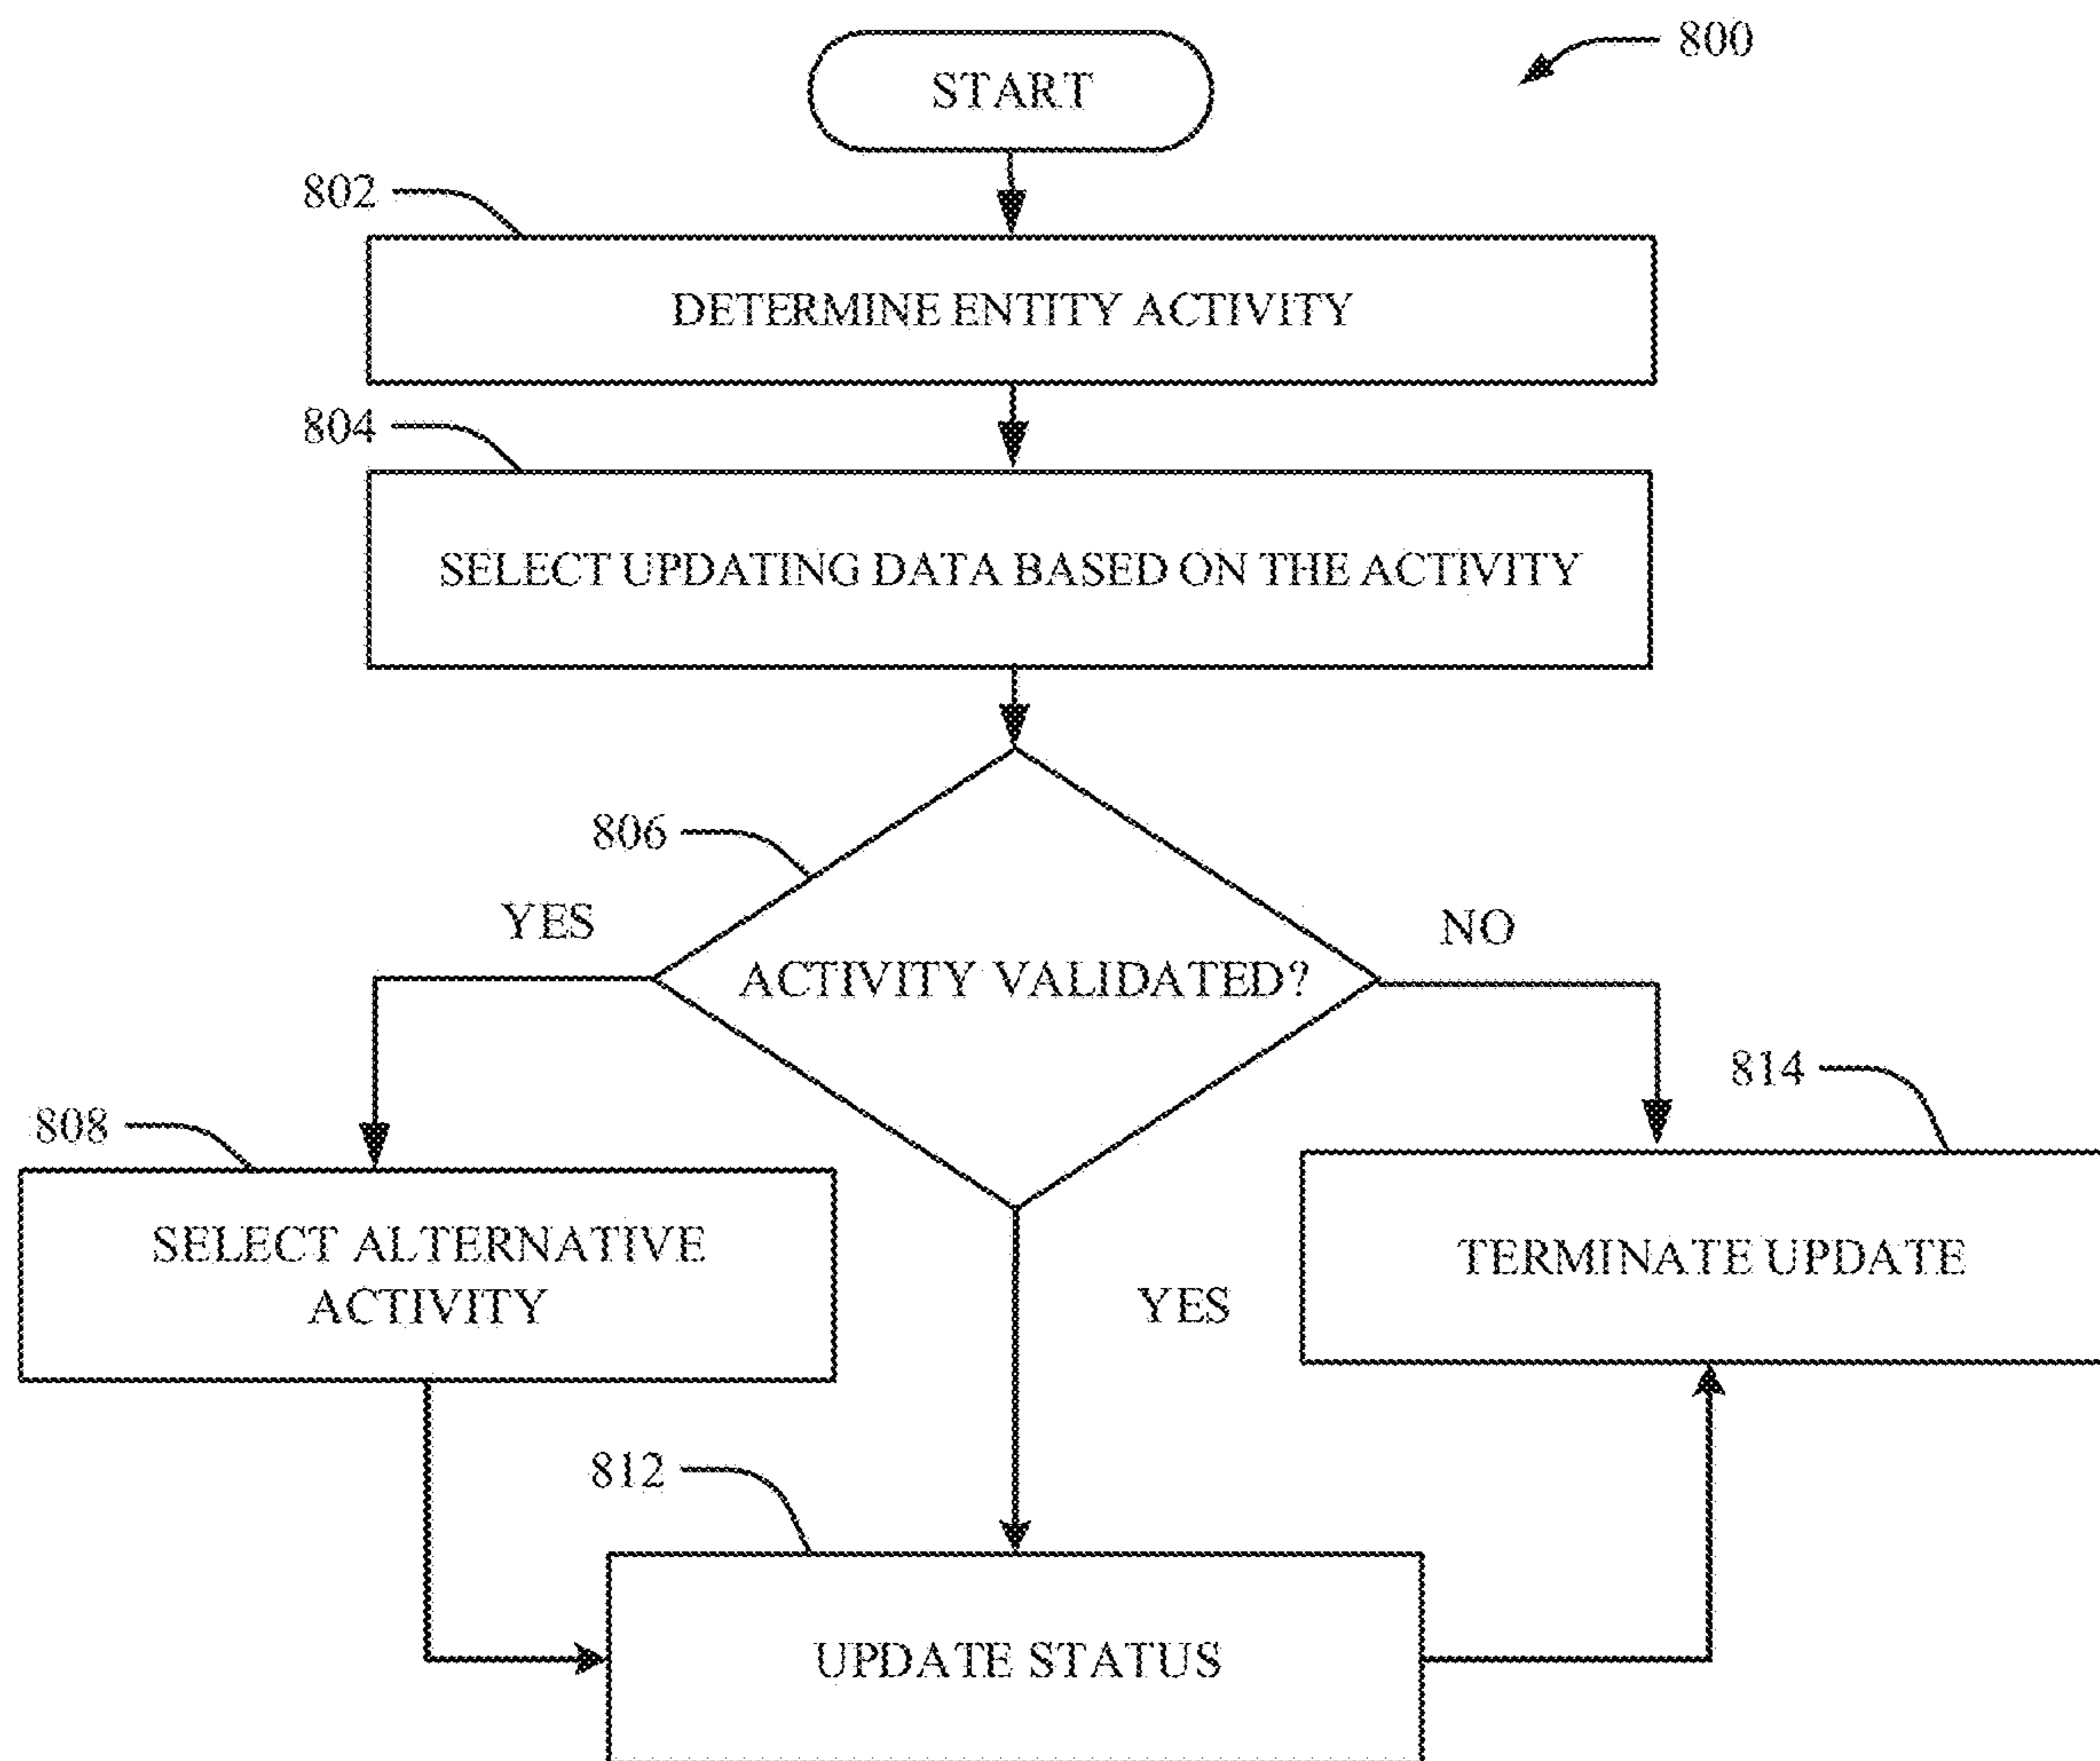 START
800
802
DETERMINE ENTITY ACTIVITY
804
SELECT UPDATING DATA BASED ON THE ACTIVITY
806
YES
NO
ACTIVITY VALIDATED?
814
808
SELECT ALTERNATIVE
ACTIVITY
TERMINATE UPDATE
YES
812
UPDATE STATUS